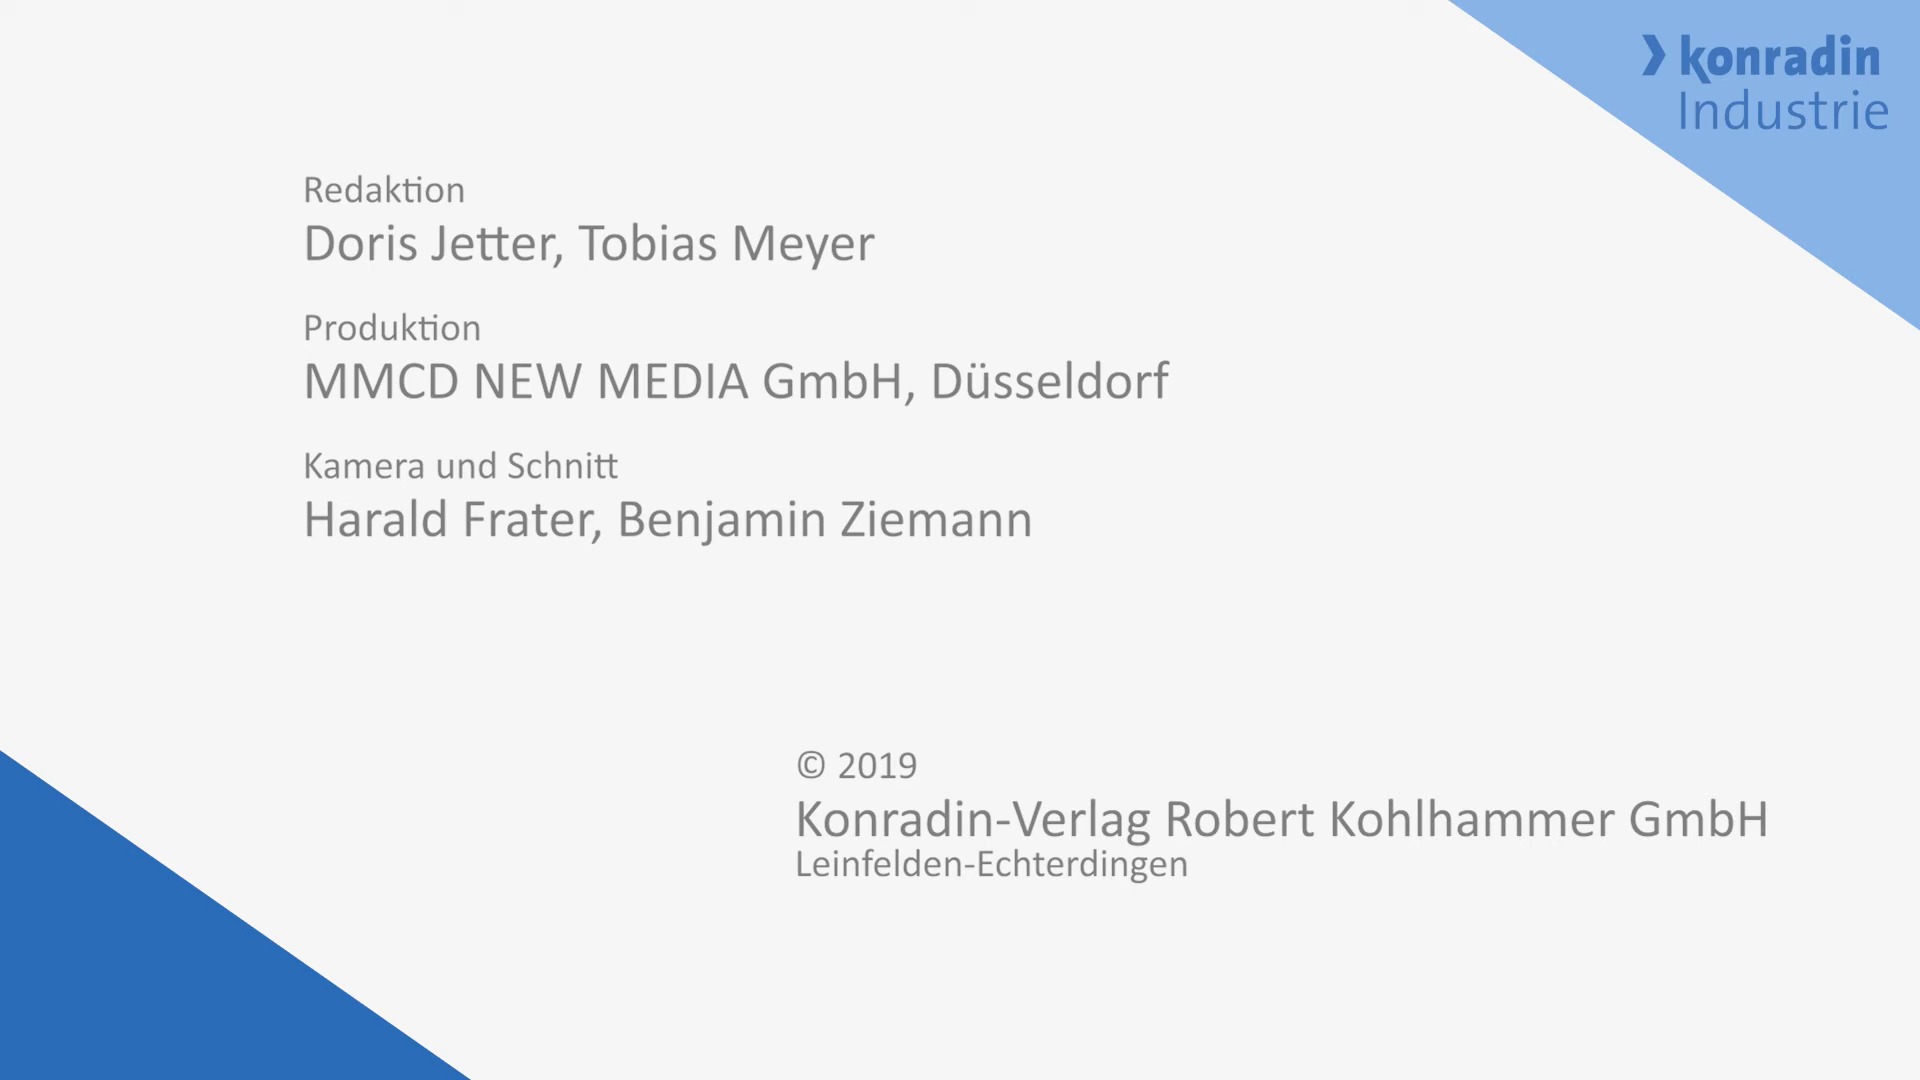 konradin
Industrie
Redaktion
Doris Jetter, Tobias Meyer
Produktion
MMCD NEW MEDIA GmbH, Düsseldorf
Kamera und Schnitt
Harald Frater, Benjamin Ziemann
© 2019
Konradin-Verlag Robert Kohlhammer GmbH
Leinfelden-Echterdingen